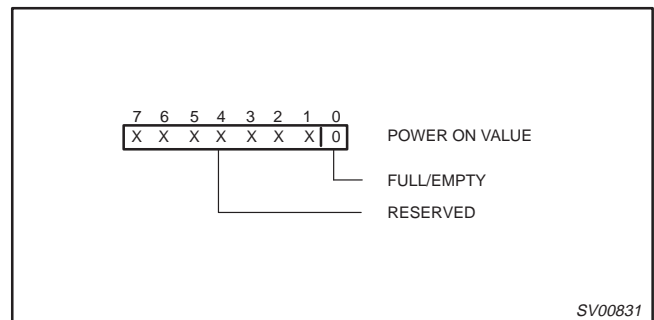 7 6 5 4 3 2 1 0
X X X X X X X 0 POWER ON VALUE
FULL/EMPTY
RESERVED
SV00831